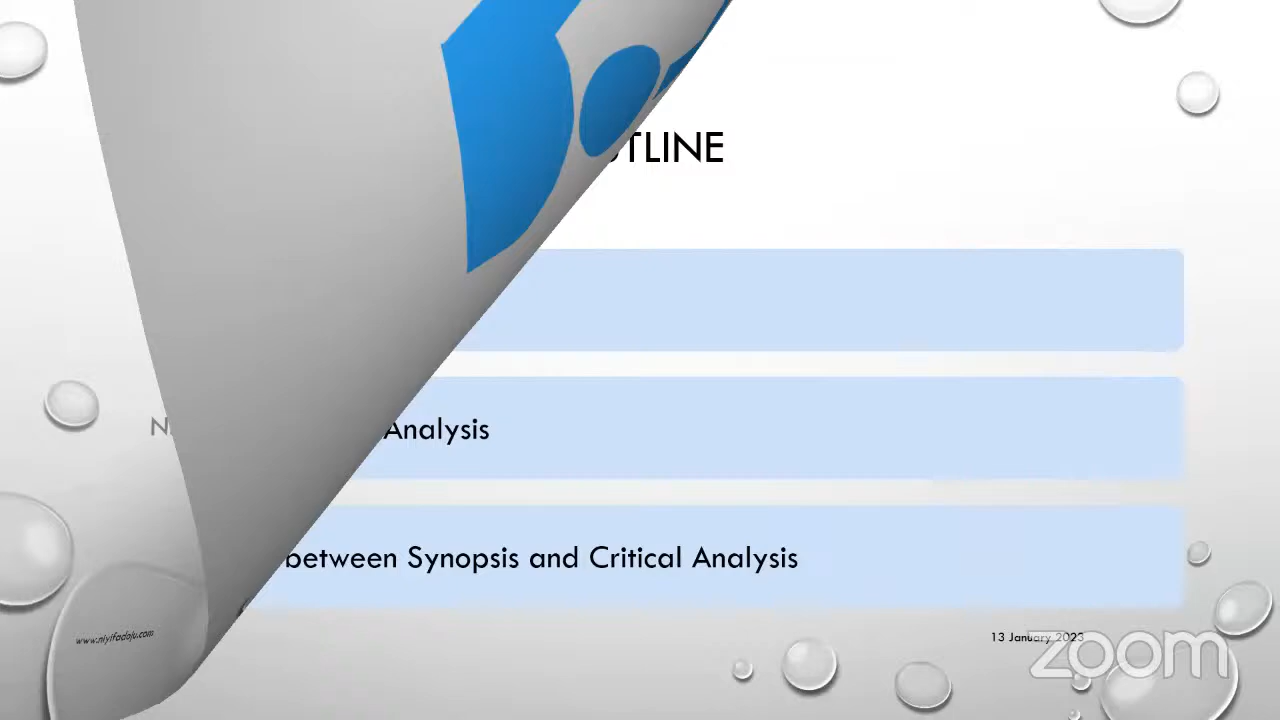 TLINE
N
Analysis
between Synopsis and Critical Analysis
www.niyifadoju.com
13 January 2023
zoom